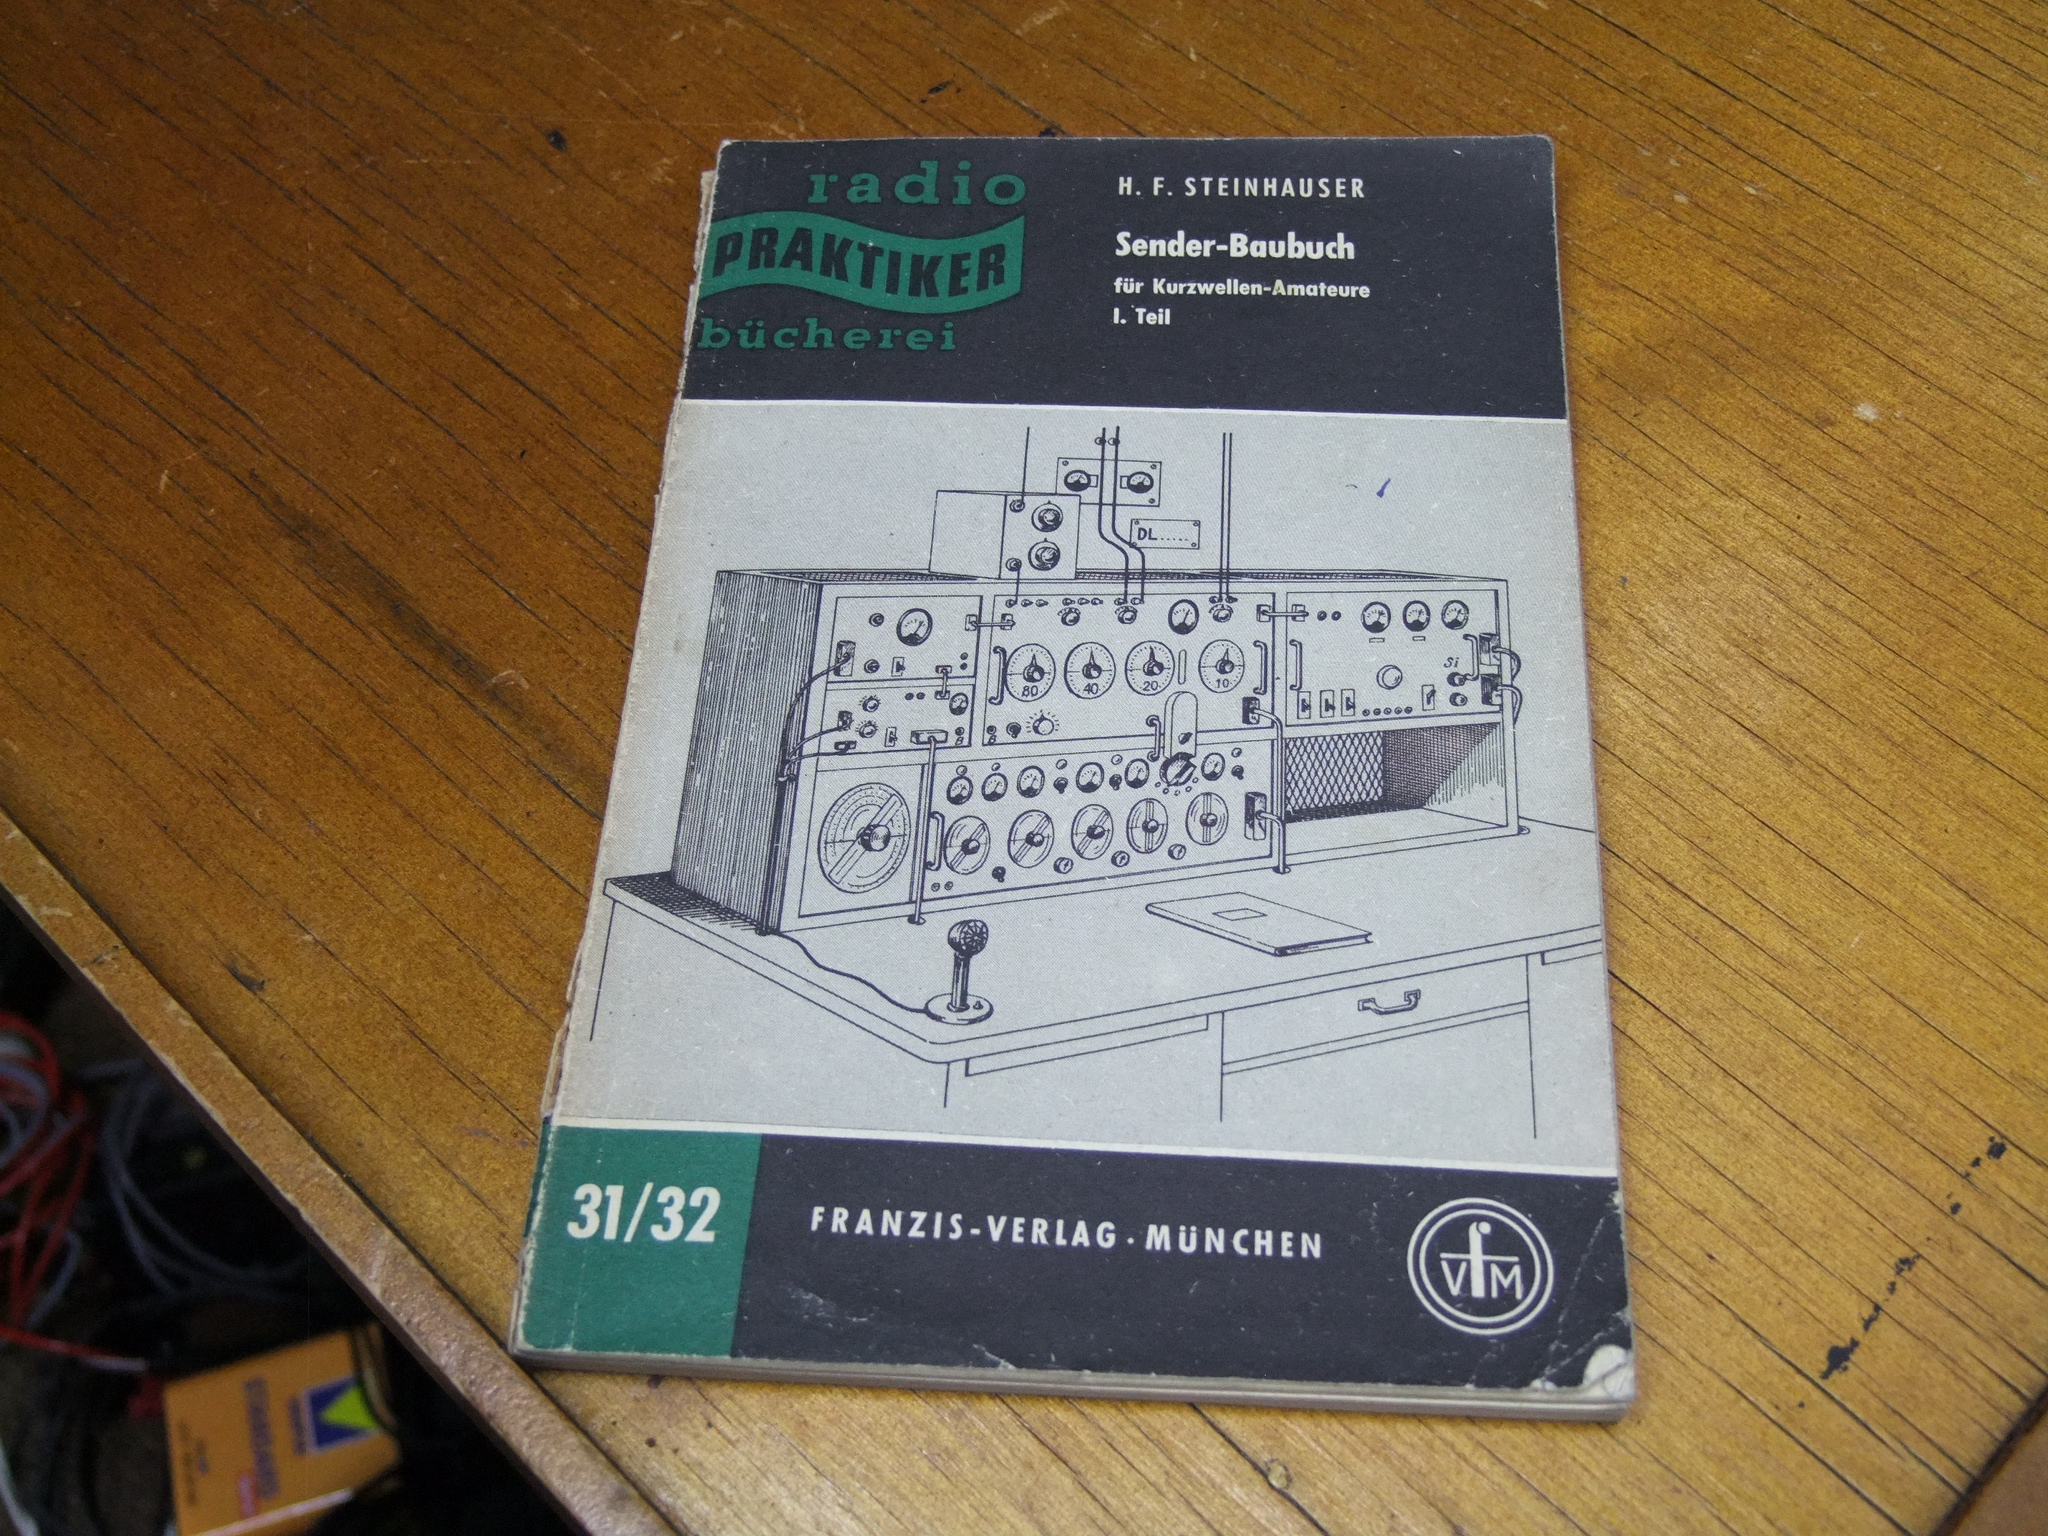 radio
PRAKTIKER
bücherei
H. F. STEINHAUSER
Sender-Baubuch
für Kurzwellen-Amateure
I. Teil
DL.....
80
40
20
10
Si
31/32
FRANZIS-VERLAG · MÜNCHEN
VfM
STANDARD